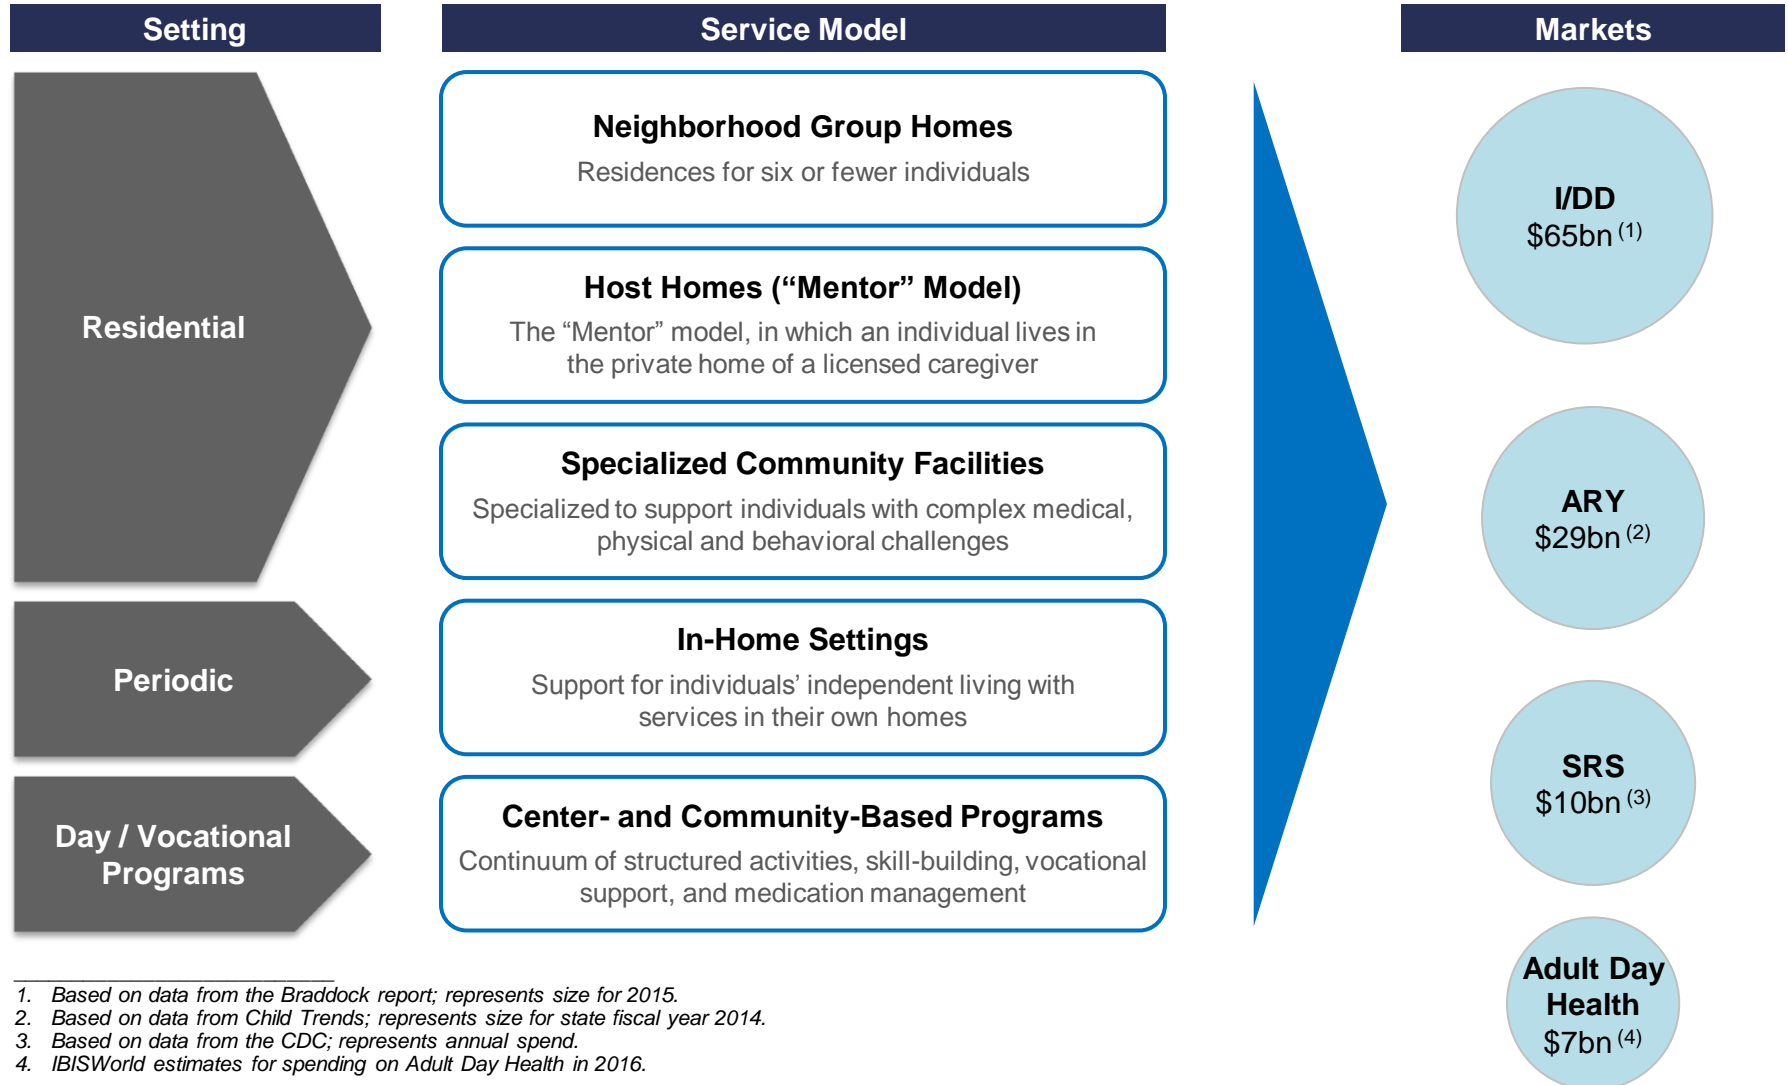 Setting
Service Model
Markets
Residential
Neighborhood Group Homes
Residences for six or fewer individuals
Host Homes (“Mentor” Model)
The “Mentor” model, in which an individual lives in
the private home of a licensed caregiver
Specialized Community Facilities
Specialized to support individuals with complex medical,
physical and behavioral challenges
Periodic
In-Home Settings
Support for individuals’ independent living with
services in their own homes
Day / Vocational
Programs
Center- and Community-Based Programs
Continuum of structured activities, skill-building, vocational
support, and medication management
I/DD
$65bn (1)
ARY
$29bn (2)
SRS
$10bn (3)
Adult Day
Health
$7bn (4)
1. Based on data from the Braddock report; represents size for 2015.
2. Based on data from Child Trends; represents size for state fiscal year 2014.
3. Based on data from the CDC; represents annual spend.
4. IBISWorld estimates for spending on Adult Day Health in 2016.